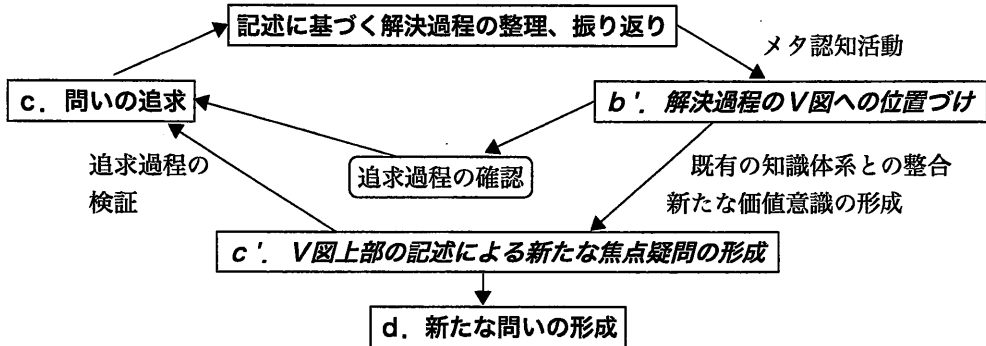 記述に基づく解決過程の整理、振り返り
メタ認知活動
c．問いの追求
b'．解決過程のV図への位置づけ
追求過程の確認
追求過程の
検証
既有の知識体系との整合
新たな価値意識の形成
c'．V図上部の記述による新たな焦点疑問の形成
d．新たな問いの形成